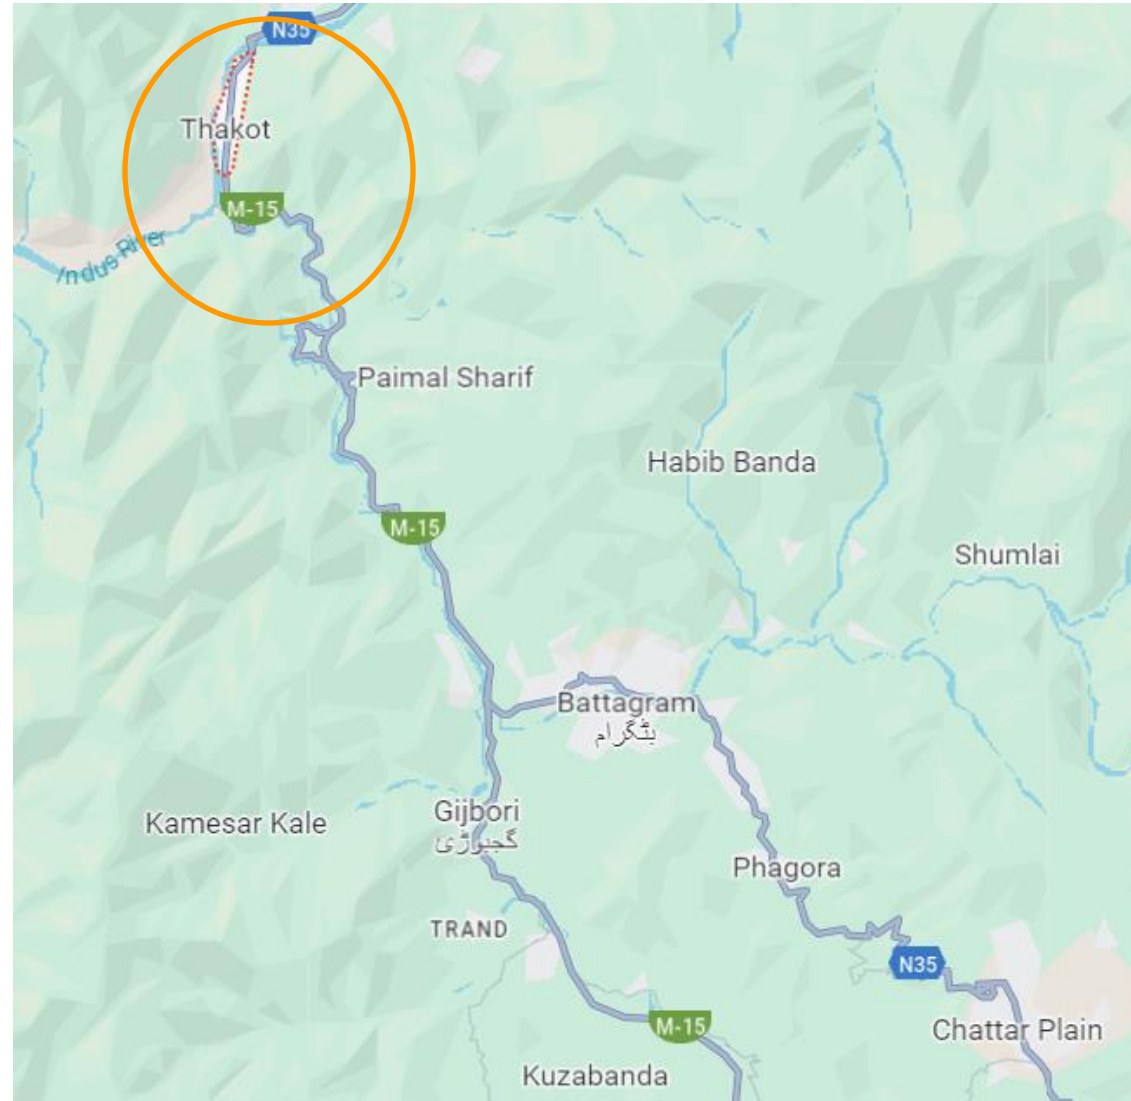 N35
Thakot
M-15
Indus River
Paimal Sharif
Habib Banda
M-15
Shumlai
Battagram
بٹگرام
Gijbori
گجبوڑئ
Kamesar Kale
Phagora
TRAND
N35
M-15
Chattar Plain
Kuzabanda